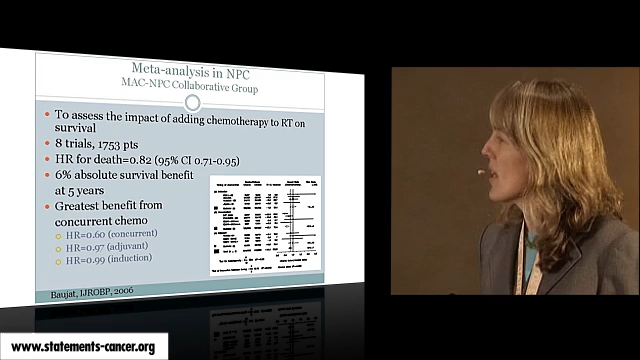 Meta-analysis in NPC
MAC-NPC Collaborative Group
To assess the impact of adding chemotherapy to RT on
survival
8 trials, 1753 pts
HR for death=0.82 (95% CI 0.71-0.95)
6% absolute survival benefit
at 5 years
Greatest benefit from
concurrent chemo
HR=0.60 (concurrent)
HR=0.97 (adjuvant)
HR=0.99 (induction)
Baujat, IJROBP, 2006
www.statements-cancer.org